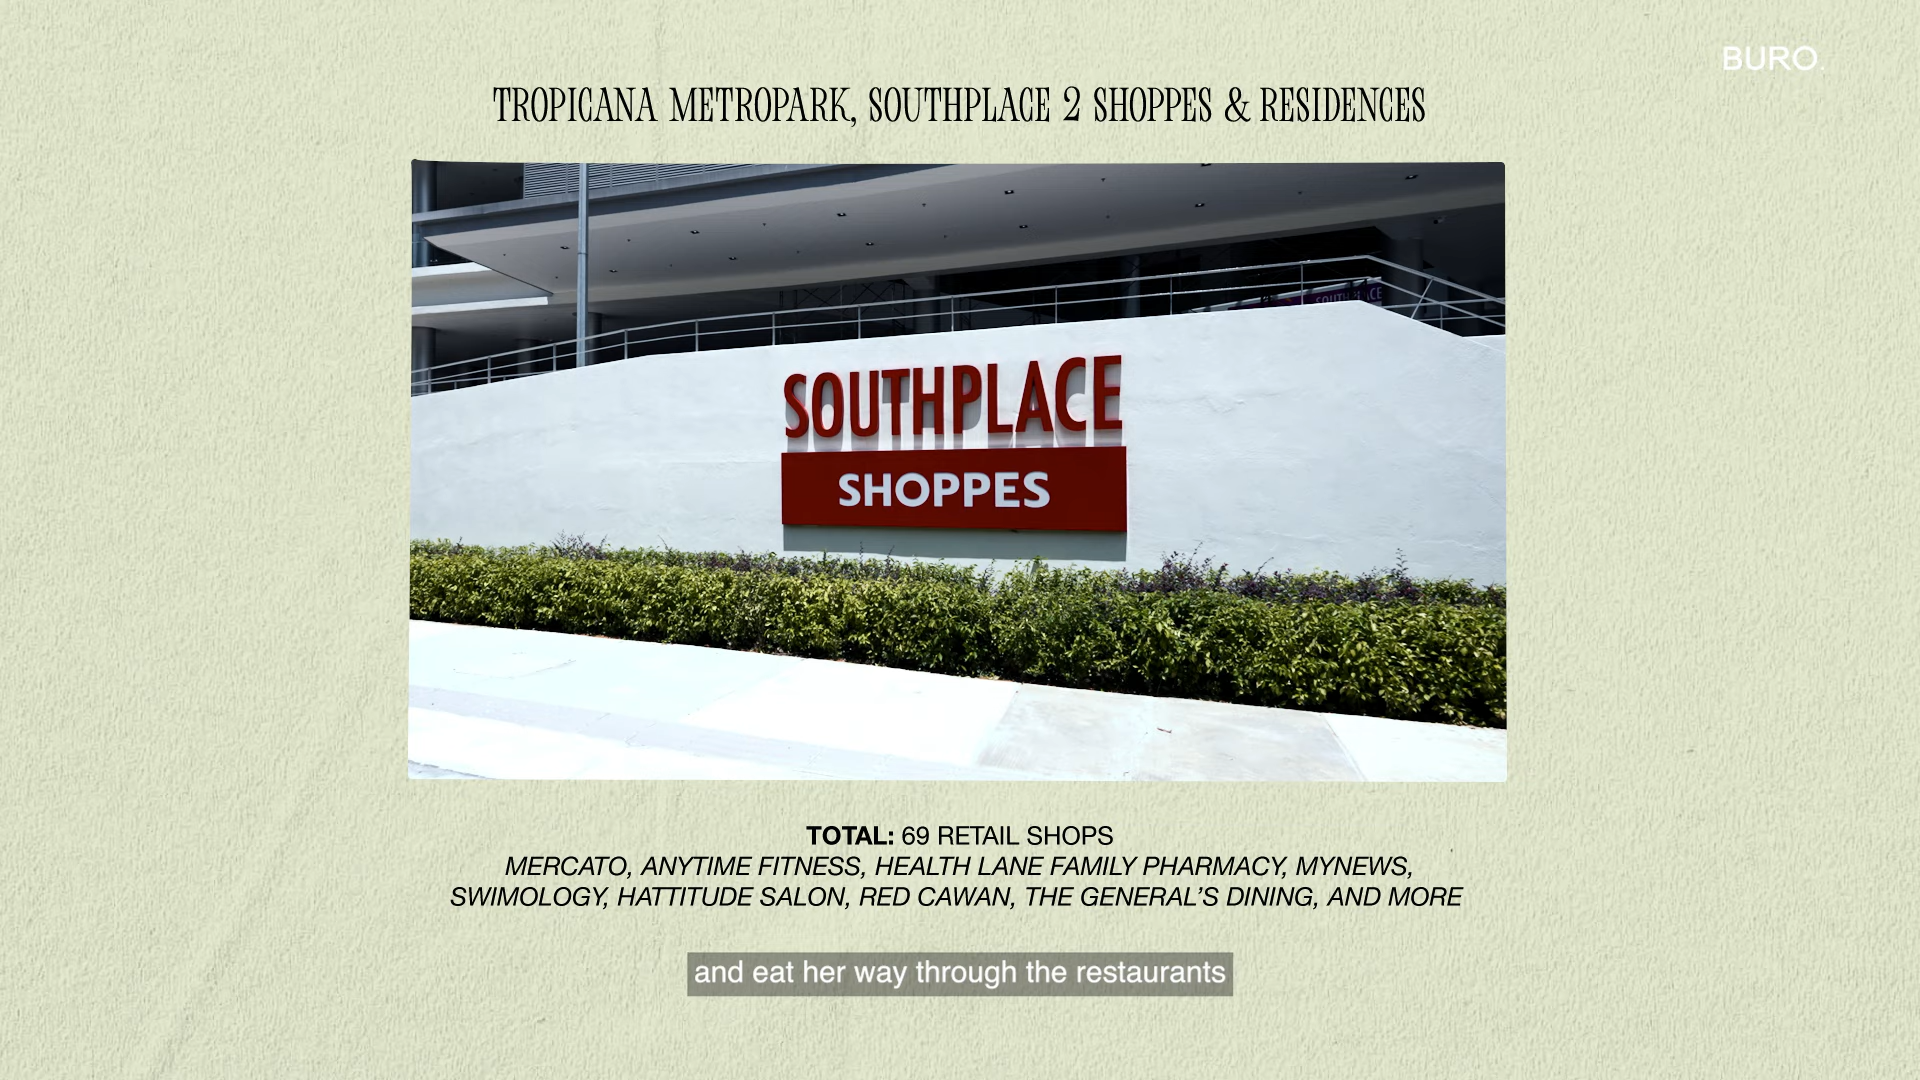 BURO.
TROPICANA METROPARK, SOUTHPLACE 2 SHOPPES & RESIDENCES
SOUTHPLACE
SOUTHPLACE
SHOPPES
TOTAL: 69 RETAIL SHOPS
MERCATO, ANYTIME FITNESS, HEALTH LANE FAMILY PHARMACY, MYNEWS,
SWIMOLOGY, HATTITUDE SALON, RED CAWAN, THE GENERAL'S DINING, AND MORE
and eat her way through the restaurants